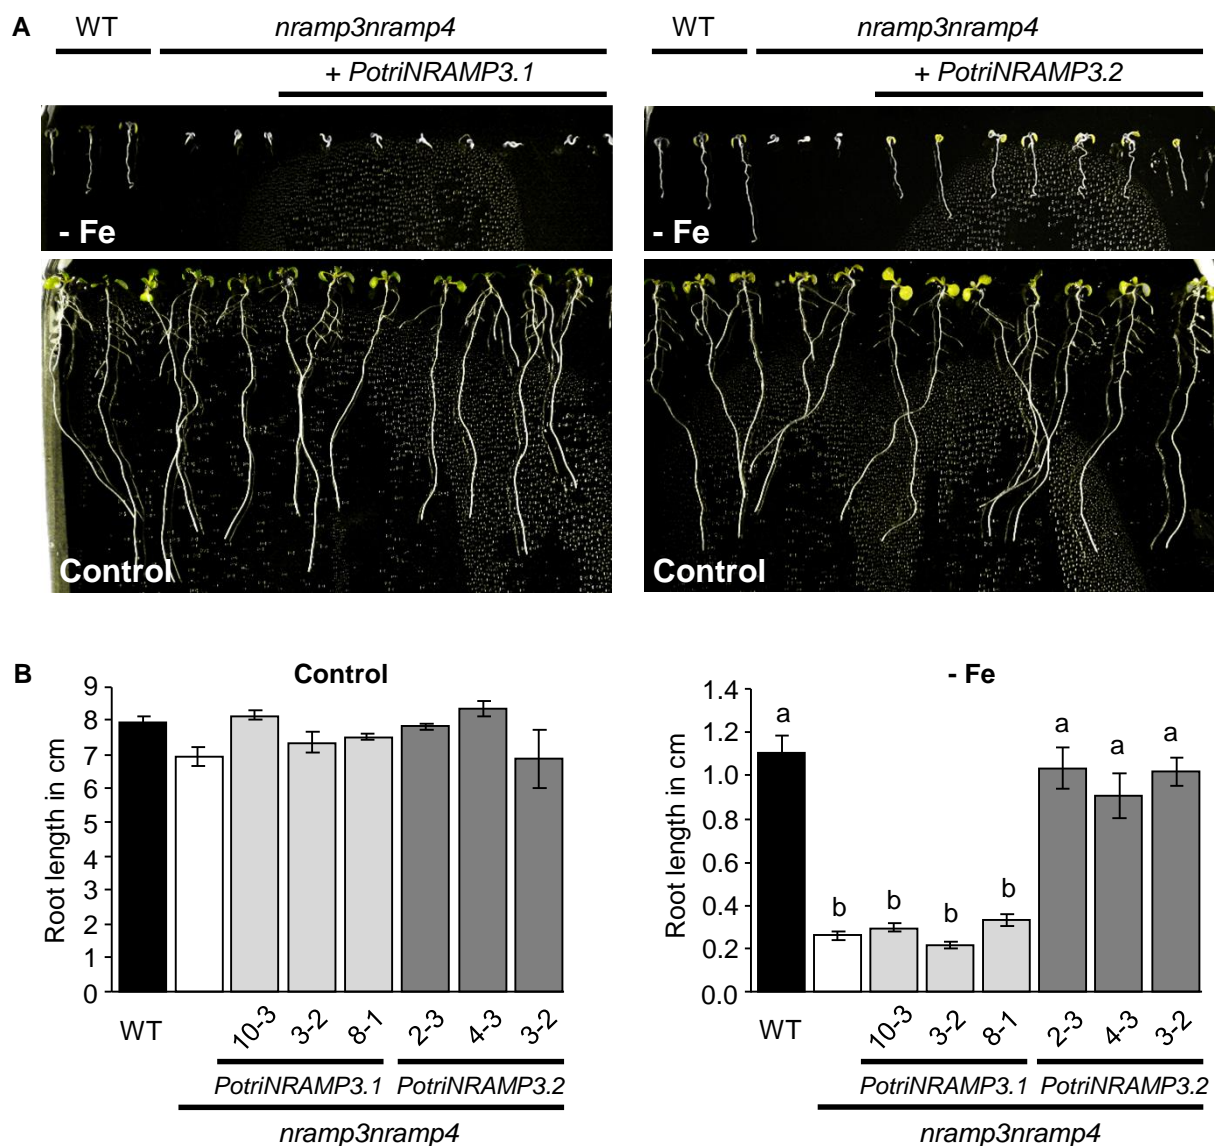 A
WT
nramp3nramp4
+ PotriNRAMP3.1
WT
nramp3nramp4
+ PotriNRAMP3.2
- Fe
- Fe
Control
Control
B
Control
Root length in cm
9
8
7
6
5
4
3
2
1
0
WT
10-3
3-2
8-1
2-3
4-3
3-2
PotriNRAMP3.1
PotriNRAMP3.2
nramp3nramp4
- Fe
Root length in cm
1.4
1.2
1.0
0.8
0.6
0.4
0.2
0.0
a
b
b
b
b
a
a
a
WT
10-3
3-2
8-1
2-3
4-3
3-2
PotriNRAMP3.1
PotriNRAMP3.2
nramp3nramp4